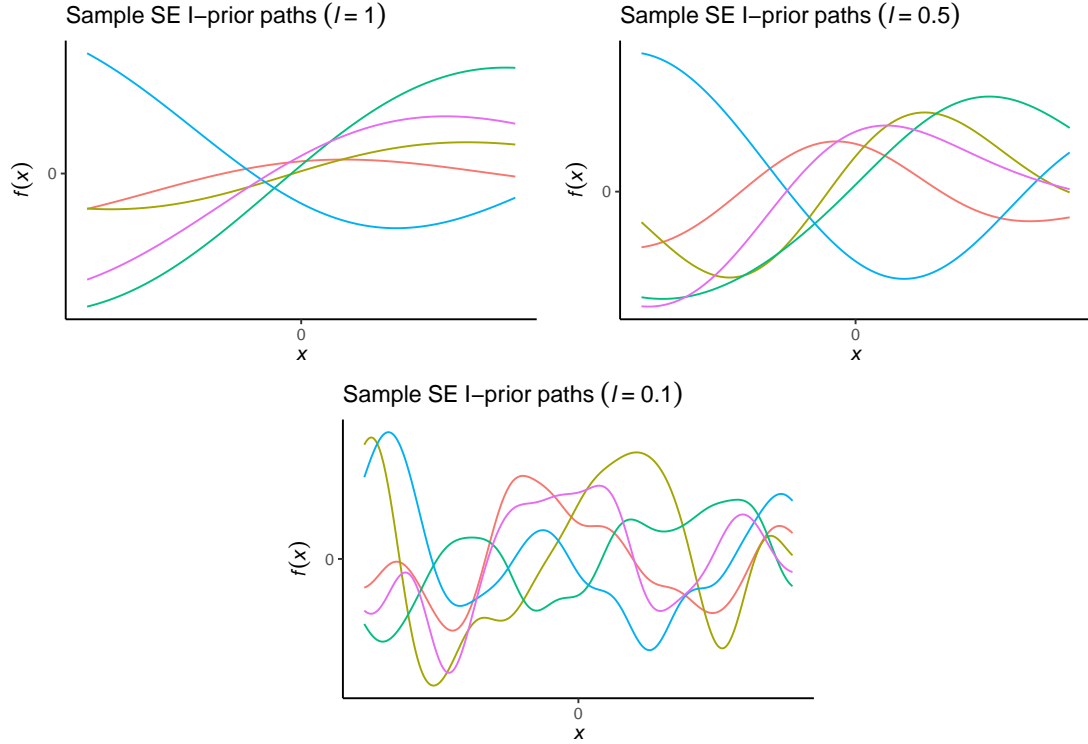 Sample SE I−prior paths (l = 1)
f(x)
0
0
x
Sample SE I−prior paths (l = 0.5)
f(x)
0
0
x
Sample SE I−prior paths (l = 0.1)
f(x)
0
0
x